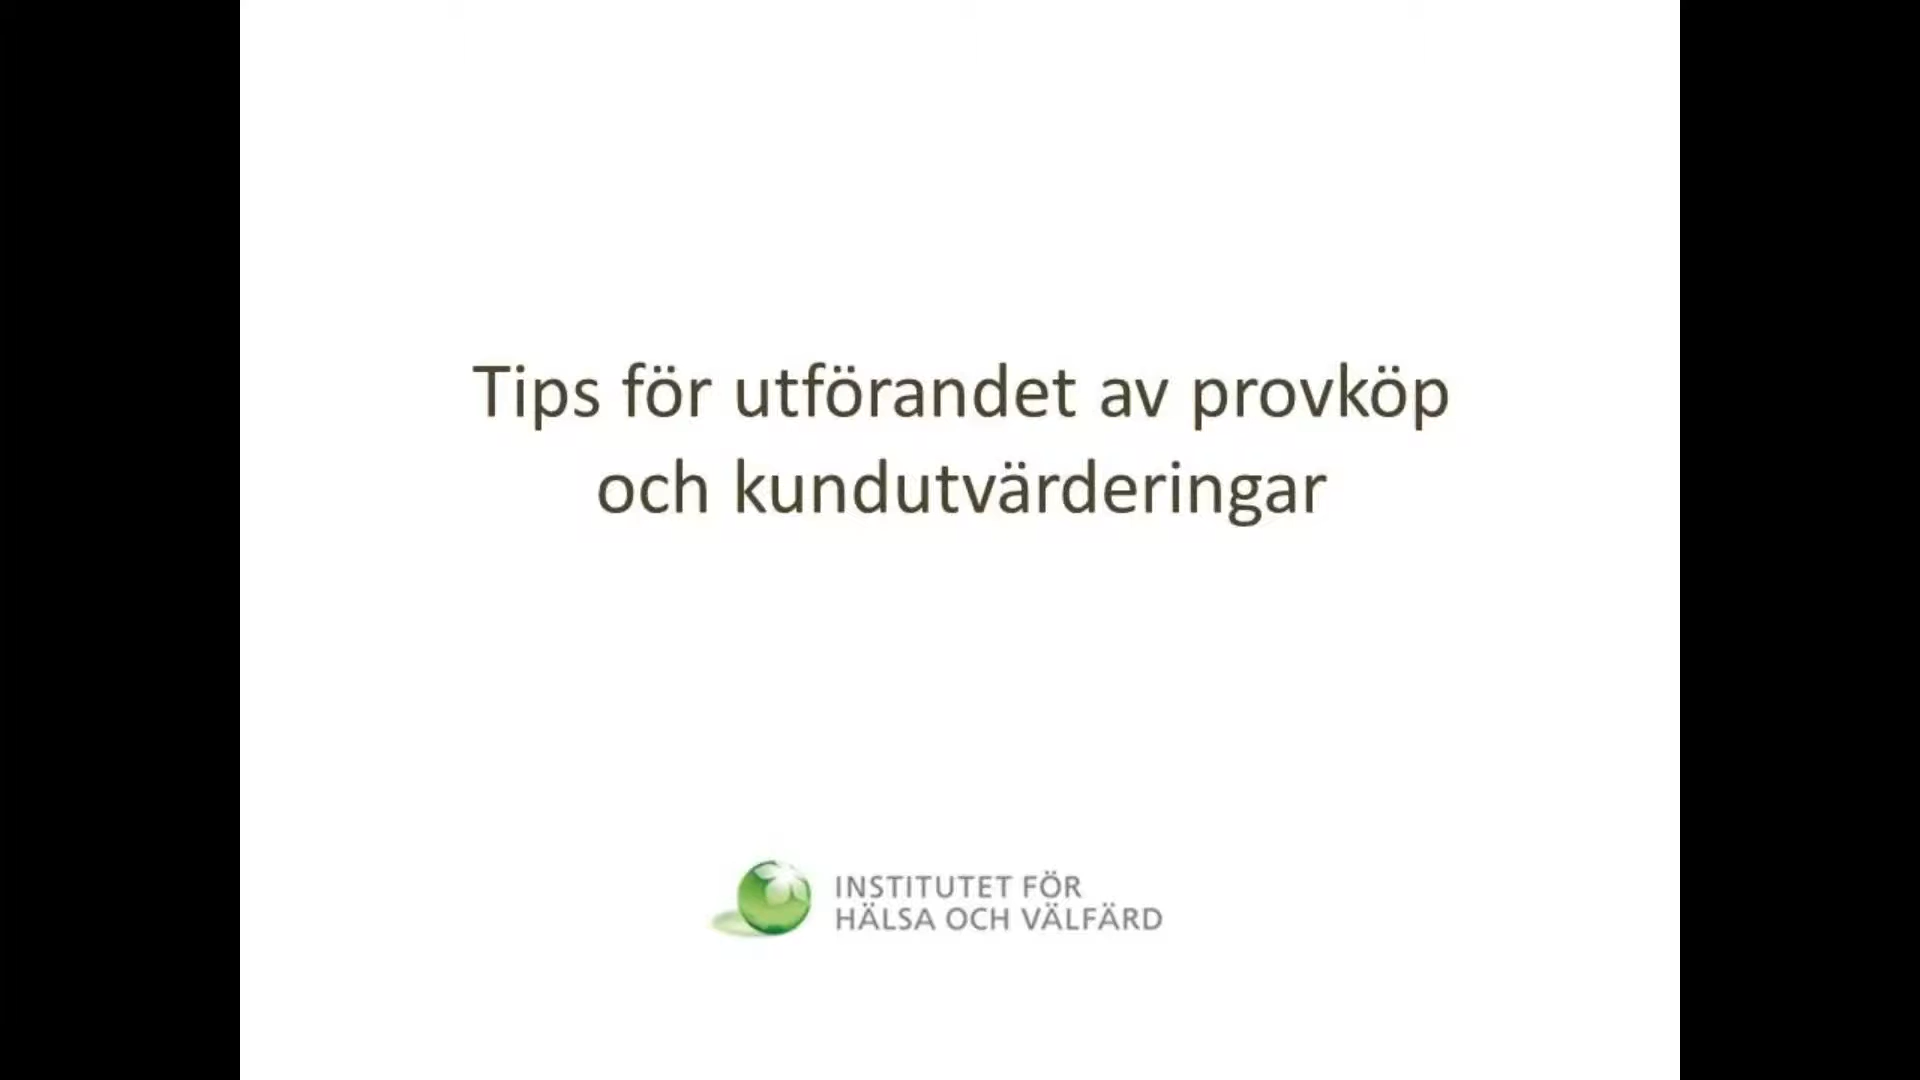 Tips för utförandet av provköp
och kundutvärderingar
INSTITUTET FÖR
HÄLSA OCH VÄLFÄRD